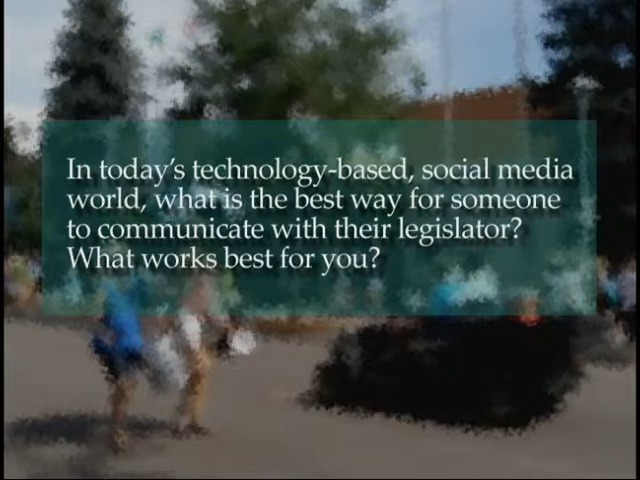 In today's technology-based, social media
world, what is the best way for someone
to communicate with their legislator?
What works best for you?